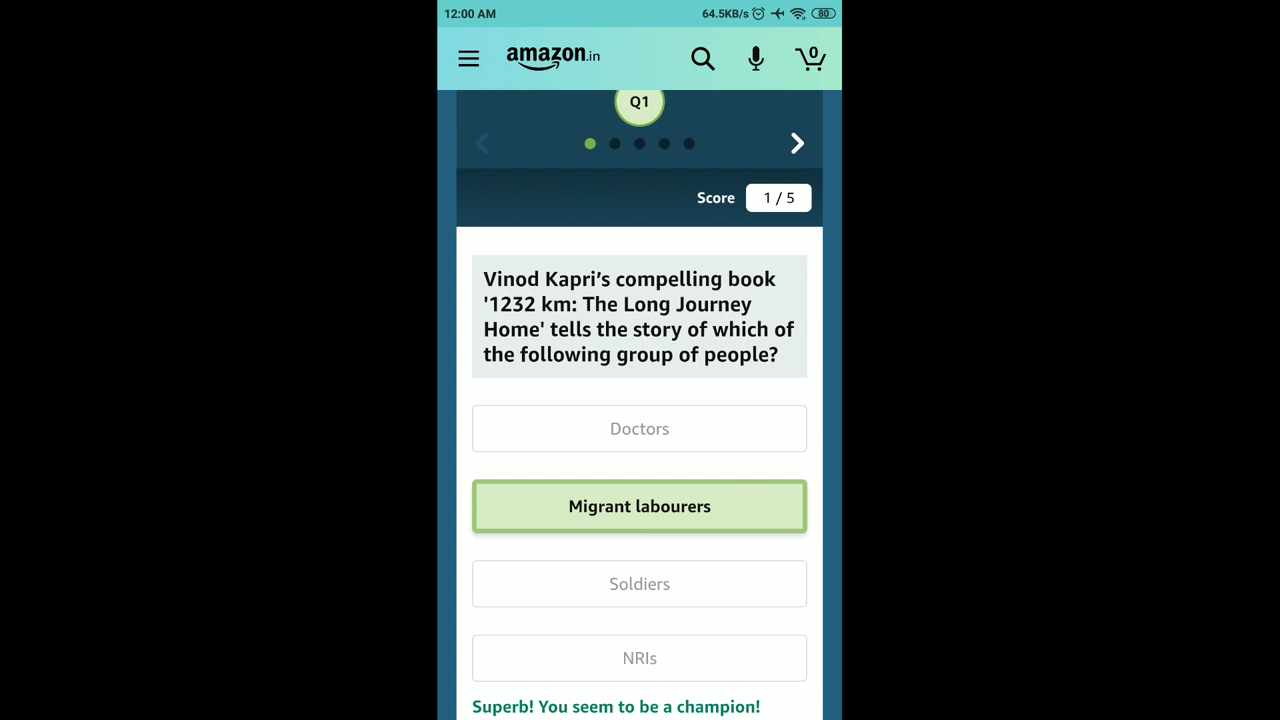 12:00 AM 64.5KB/s 80
amazon.in 0
Q1
Score 1 / 5
Vinod Kapri’s compelling book
'1232 km: The Long Journey
Home' tells the story of which of
the following group of people?
Doctors
Migrant labourers
Soldiers
NRIs
Superb! You seem to be a champion!